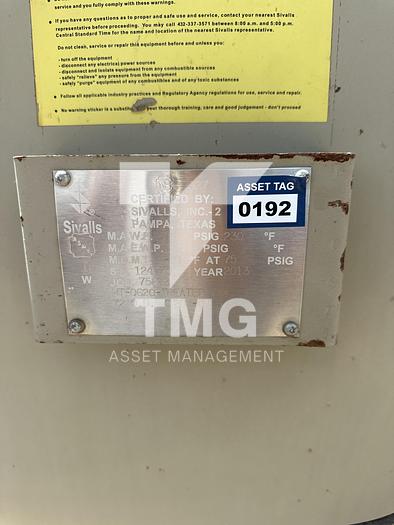 service and you fully comply with these warnings.
If you have any questions as to proper and safe use and service, contact your nearest Sivalls
representative before proceeding. You may call 432-337-3571 between 8:00 a.m. and 5:00 p.m.
Central Standard Time for the name and location of the nearest Sivalls representative.
Do not clean, service or repair this equipment before and unless you:
- turn off the equipment
- disconnect any electrical power sources
- disconnect and isolate equipment from any combustible sources
- safely "relieve" any pressure from the equipment
- safely "purge" equipment of any combustibles and of any toxic substances
Follow all applicable industry practices and Regulatory Agency regulations for use, service and repair.
No warning sticker is a substitute for your thorough training, care and good judgement - don't proceed
ASSET TAG
0192
CERTIFIED BY:
SIVALLS, INC.-2
PAMPA, TEXAS
Sivalls
M.A.W.P. PSIG 230 °F
M.A.E.W.P. PSIG °F
M.D.M.T. °F AT 75 PSIG
W
YEAR 2013
TMG
ASSET MANAGEMENT